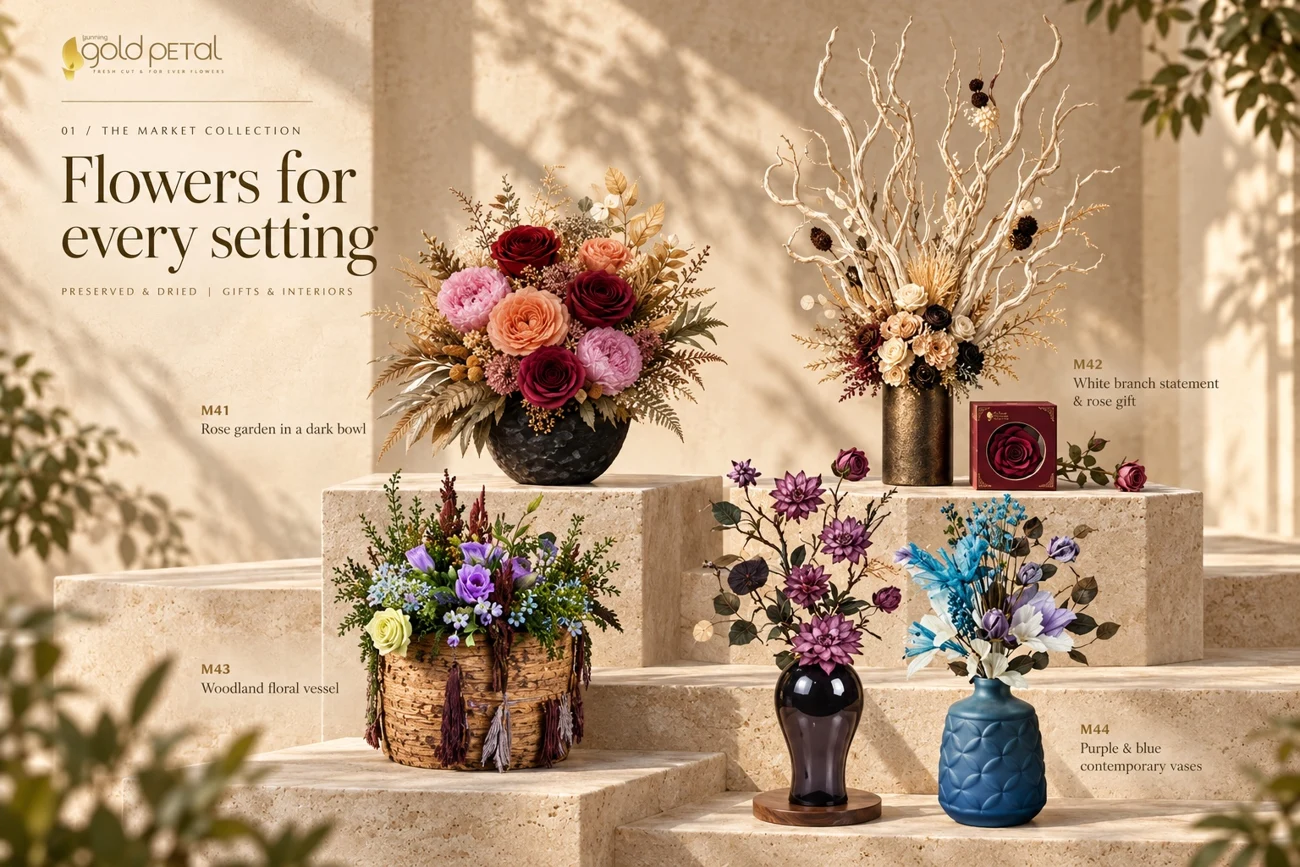 yunning
gold PETAL
FRESH CUT & FOR EVER FLOWERS
01 / THE MARKET COLLECTION
Flowers for
every setting
PRESERVED & DRIED | GIFTS & INTERIORS
M41
Rose garden in a dark bowl
M42
White branch statement
& rose gift
M43
Woodland floral vessel
M44
Purple & blue
contemporary vases